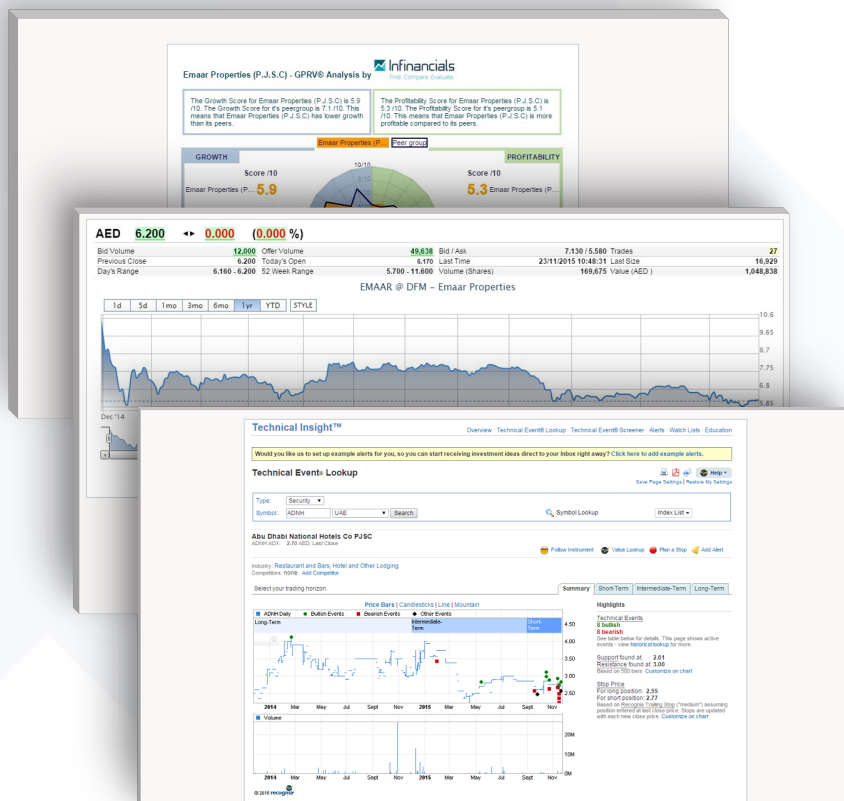 Infinancials
Find. Compare. Evaluate.
Emaar Properties (P.J.S.C) - GPRV® Analysis by
The Growth Score for Emaar Properties (P.J.S.C) is 5.9
/10. The Growth Score for it's peergroup is 7.1 /10. This
means that Emaar Properties (P.J.S.C) has lower growth
than its peers.
The Profitability Score for Emaar Properties (P.J.S.C) is
5.3 /10. The Profitability Score for it's peergroup is 5.1
/10. This means that Emaar Properties (P.J.S.C) is more
profitable compared to its peers.
Emaar Properties (P... Peer group
GROWTH PROFITABILITY
10/10
Score /10 Score /10
Emaar Properties (P.... 5.9 5.3 Emaar Properties (P....
AED 6.200 0.000 (0.000 %)
Bid Volume 12,000 Offer Volume 49,638 Bid / Ask 7.130 / 5.580 Trades 27
Previous Close 6.200 Today's Open 6.170 Last Time 23/11/2015 10:48:31 Last Size 16,929
Day's Range 6.160 - 6.200 52 Week Range 5.700 - 11.600 Volume (Shares) 169,675 Value (AED ) 1,048,838
EMAAR @ DFM – Emaar Properties
1d 5d 1mo 3mo 6mo 1yr YTD STYLE
10.6
9.65
8.7
7.75
6.8
5.85
Dec '14
Technical Insight™
Overview · Technical Event® Lookup · Technical Event® Screener · Alerts · Watch Lists · Education
Would you like us to set up example alerts for you, so you can start receiving investment ideas direct to your Inbox right away? Click here to add example alerts.
Technical Event® Lookup
Help
Save Page Settings | Restore My Settings
Type: Security
Symbol: ADNH UAE Search Symbol Lookup Index List
Abu Dhabi National Hotels Co PJSC
ADNH:ADX 2.70 AED, Last Close
Follow Instrument Value Lookup Plan a Stop Add Alert
Industry: Restaurant and Bars, Hotel and Other Lodging
Competitors: none Add Competitor
Select your trading horizon:
Summary Short-Term Intermediate-Term Long-Term
Price Bars | Candlesticks | Line | Mountain
ADNH Daily Bullish Events Bearish Events Other Events
Long-Term Intermediate-Term Short-Term
4.50
4.00
3.50
3.00
2.50
2014 Mar May Jul Sept Nov 2015 Mar May Jul Sept Nov
Volume
20M
10M
0M
2014 Mar May Jul Sept Nov 2015 Mar May Jul Sept Nov
© 2015 recognia
Highlights
Technical Events
8 bullish
8 bearish
See table below for details. This page shows active
events - view historical lookup for more.
Support found at: 2.61
Resistance found at: 3.00
Based on 500 bars. Customize on chart
Stop Price
For long position: 2.55
For short position: 2.77
Based on Recognia Trailing Stop ("medium") assuming
position entered at last close price. Stops are updated
with each new close price. Customize on chart